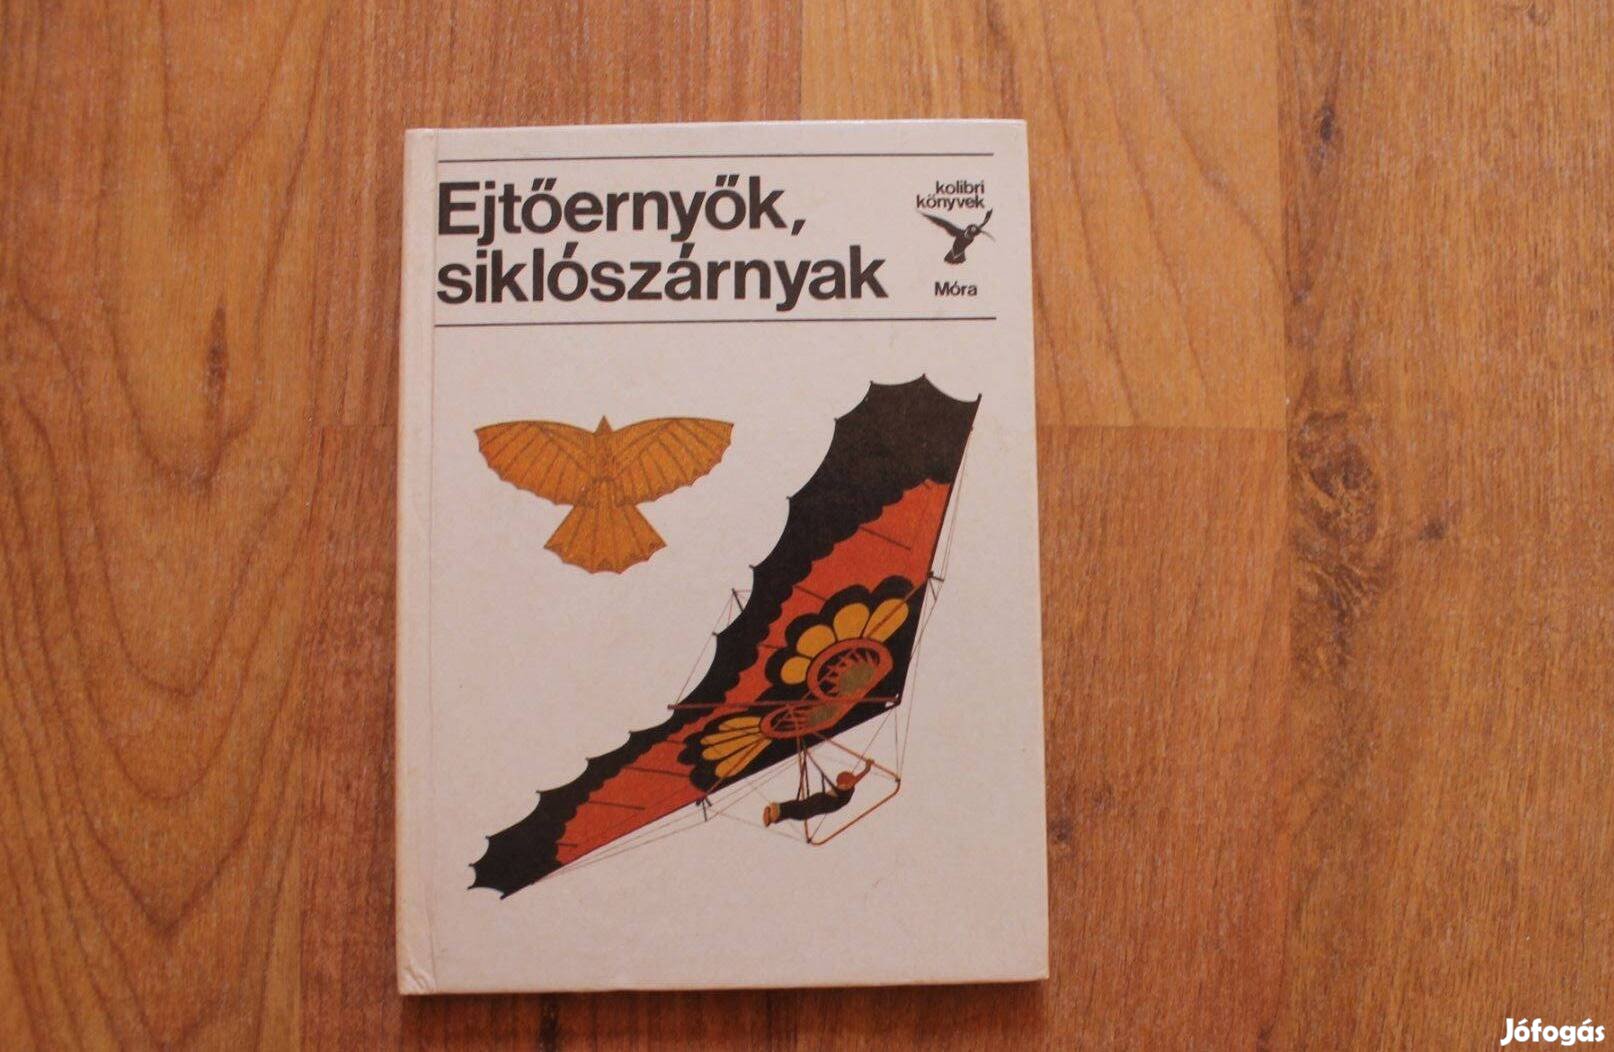 Ejtőernyők,
siklószárnyak
kolibri
könyvek
Móra
Jófogás